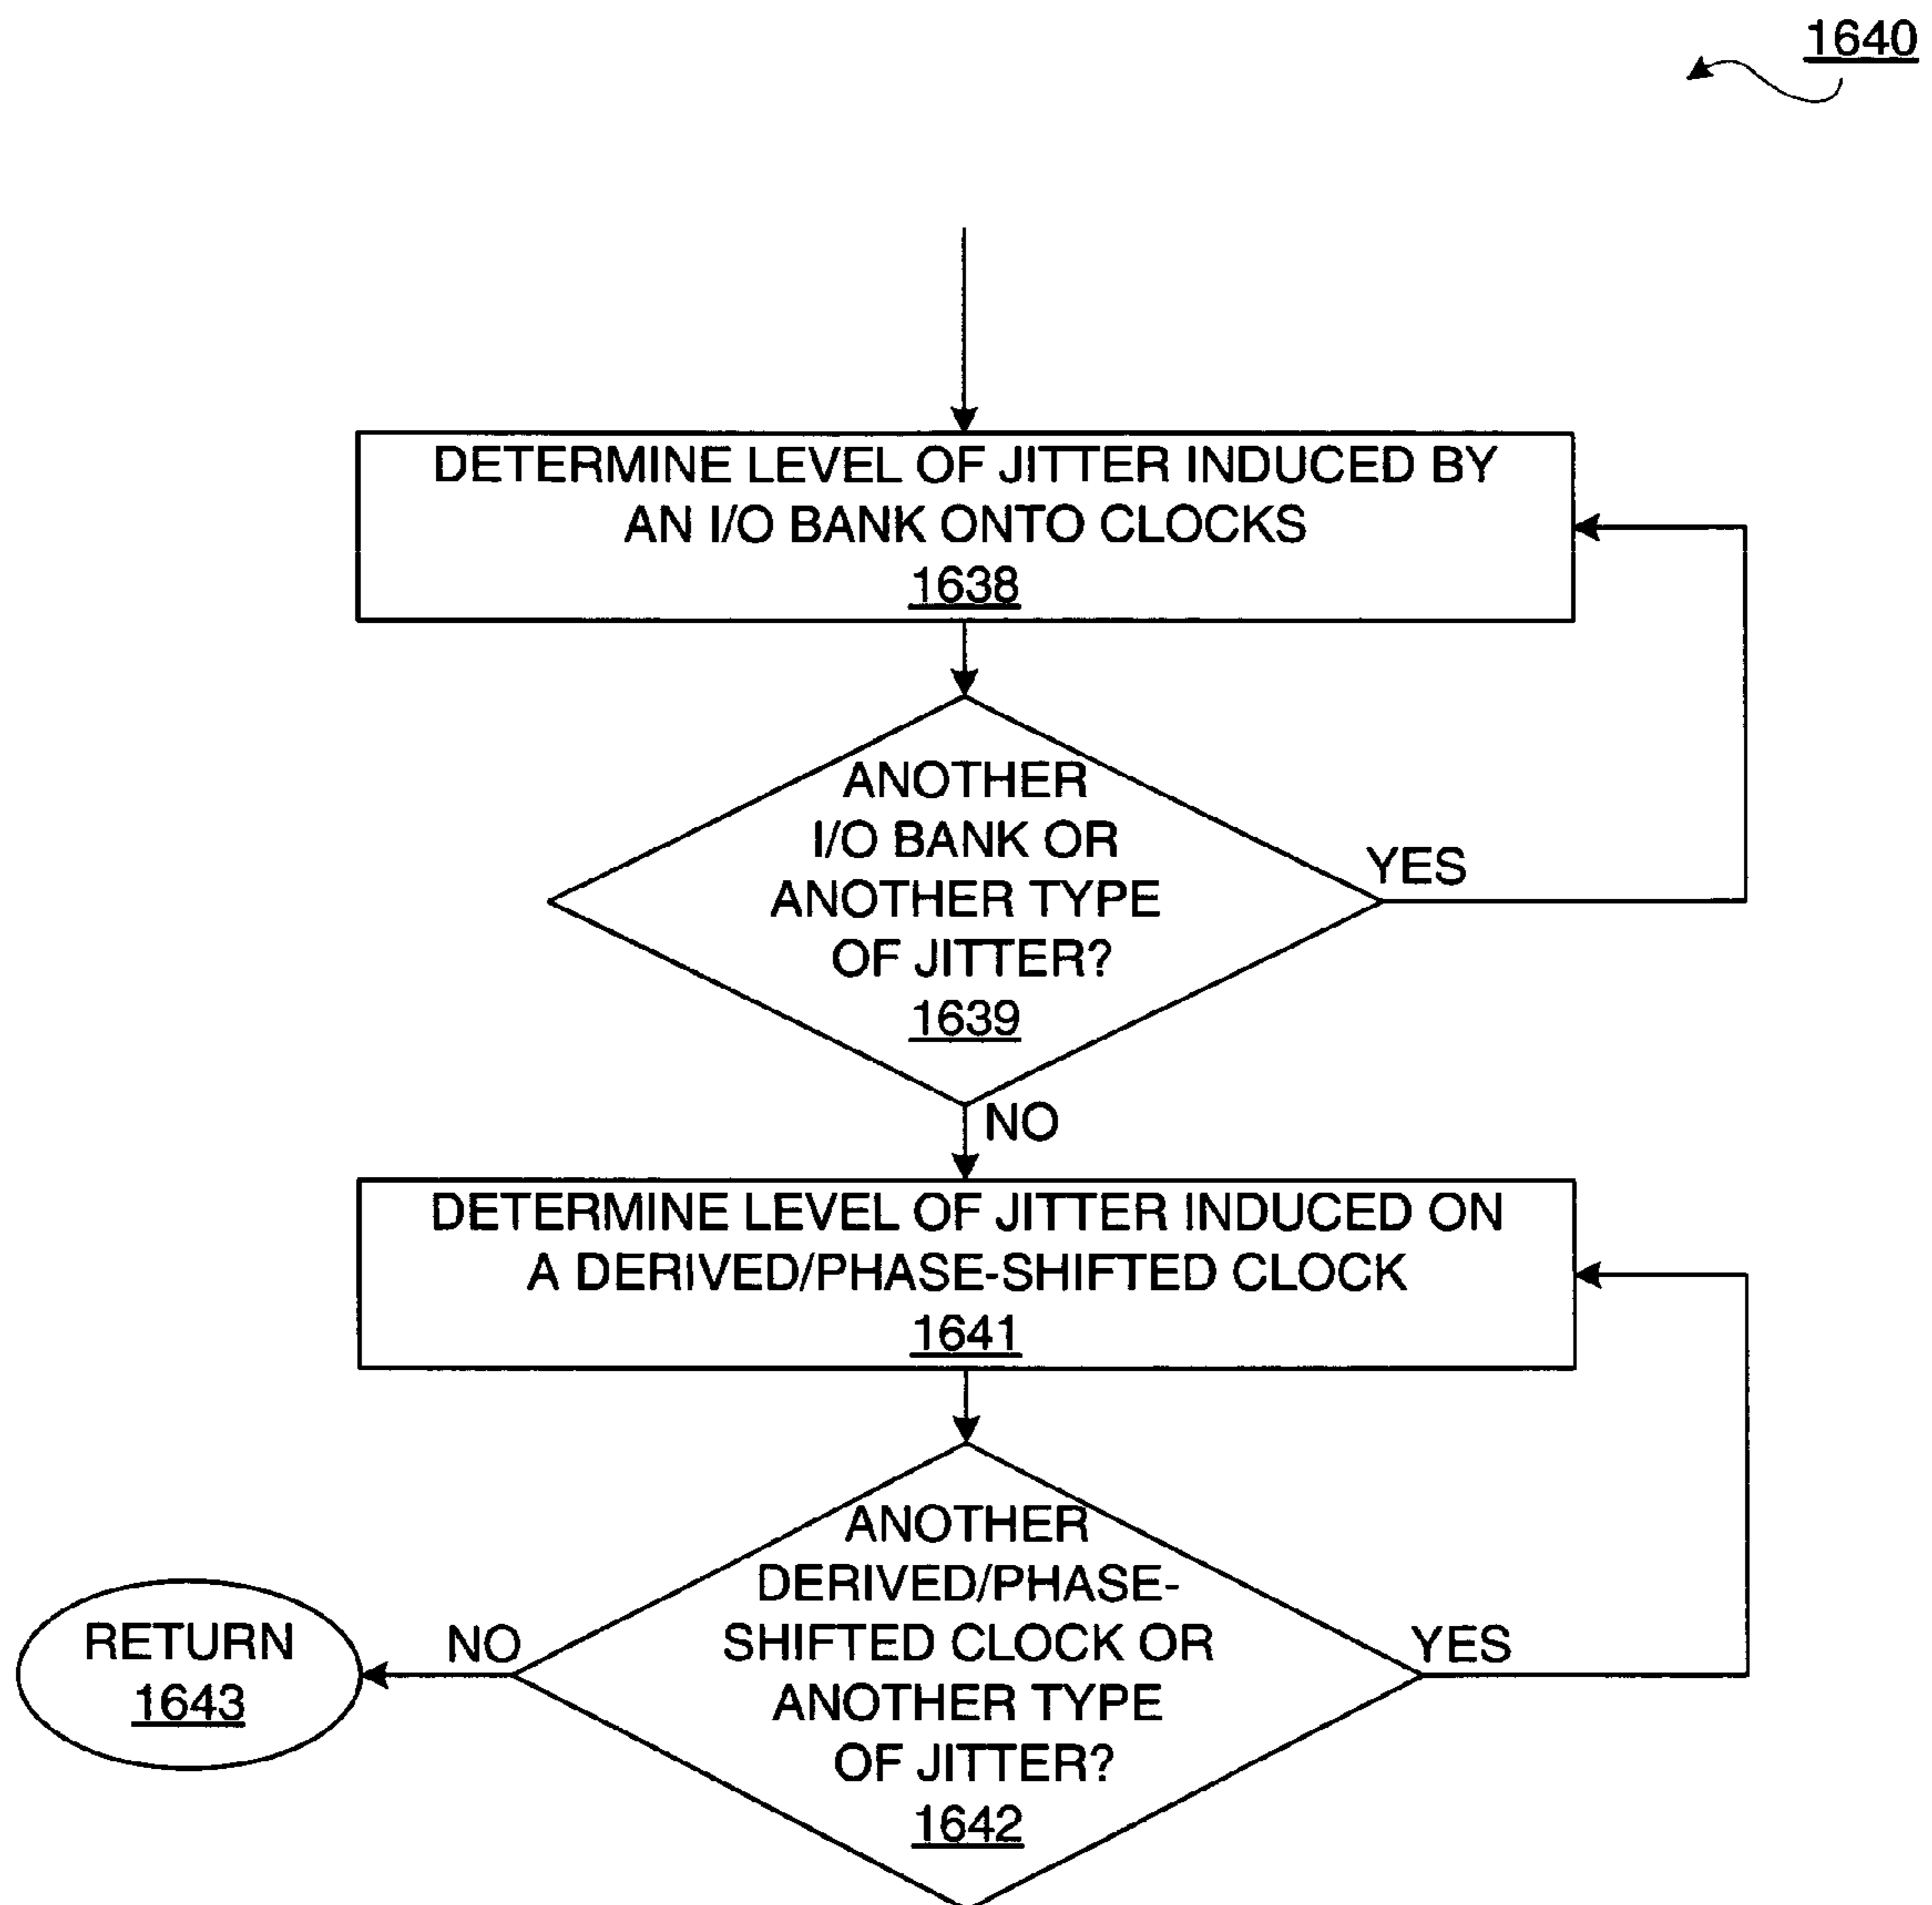 1640
DETERMINE LEVEL OF JITTER INDUCED BY
AN I/O BANK ONTO CLOCKS
1638
ANOTHER
I/O BANK OR
ANOTHER TYPE
OF JITTER?
1639
YES
NO
DETERMINE LEVEL OF JITTER INDUCED ON
A DERIVED/PHASE-SHIFTED CLOCK
1641
ANOTHER
DERIVED/PHASE-
SHIFTED CLOCK OR
ANOTHER TYPE
OF JITTER?
1642
YES
NO
RETURN
1643